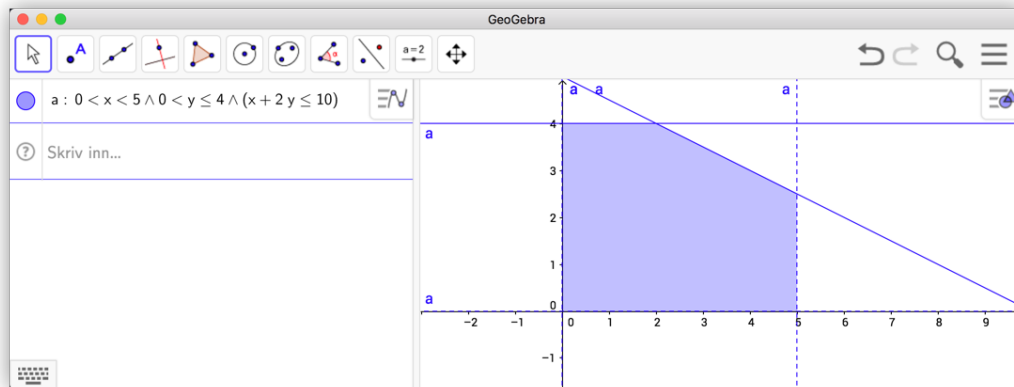 GeoGebra
A
a=2
a : 0 < x < 5 ∧ 0 < y ≤ 4 ∧ (x + 2 y ≤ 10)
Skriv inn...
a a a
4
a
3
2
1
a
0
−2 −1 0 1 2 3 4 5 6 7 8 9
−1